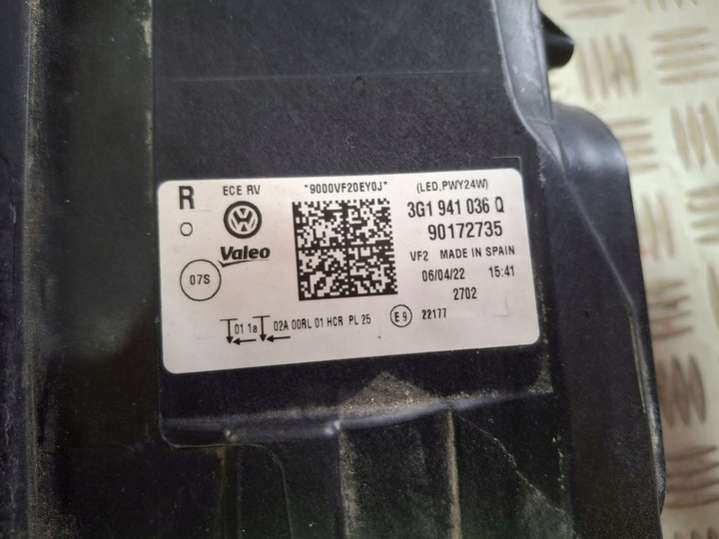 R ECE RV *9000VF20EY0J* (LED,PWY24W)
3G1 941 036 Q
Valeo 90172735
VF2 MADE IN SPAIN
07S 06/04/22 15:41
2702
01 1a 02A 00RL 01 HCR PL 25 E9 22177